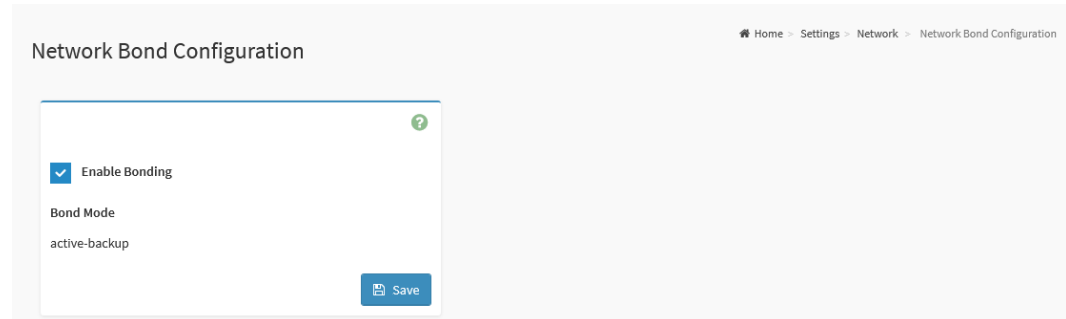 Home > Settings > Network > Network Bond Configuration
Network Bond Configuration
?
Enable Bonding
Bond Mode
active-backup
Save